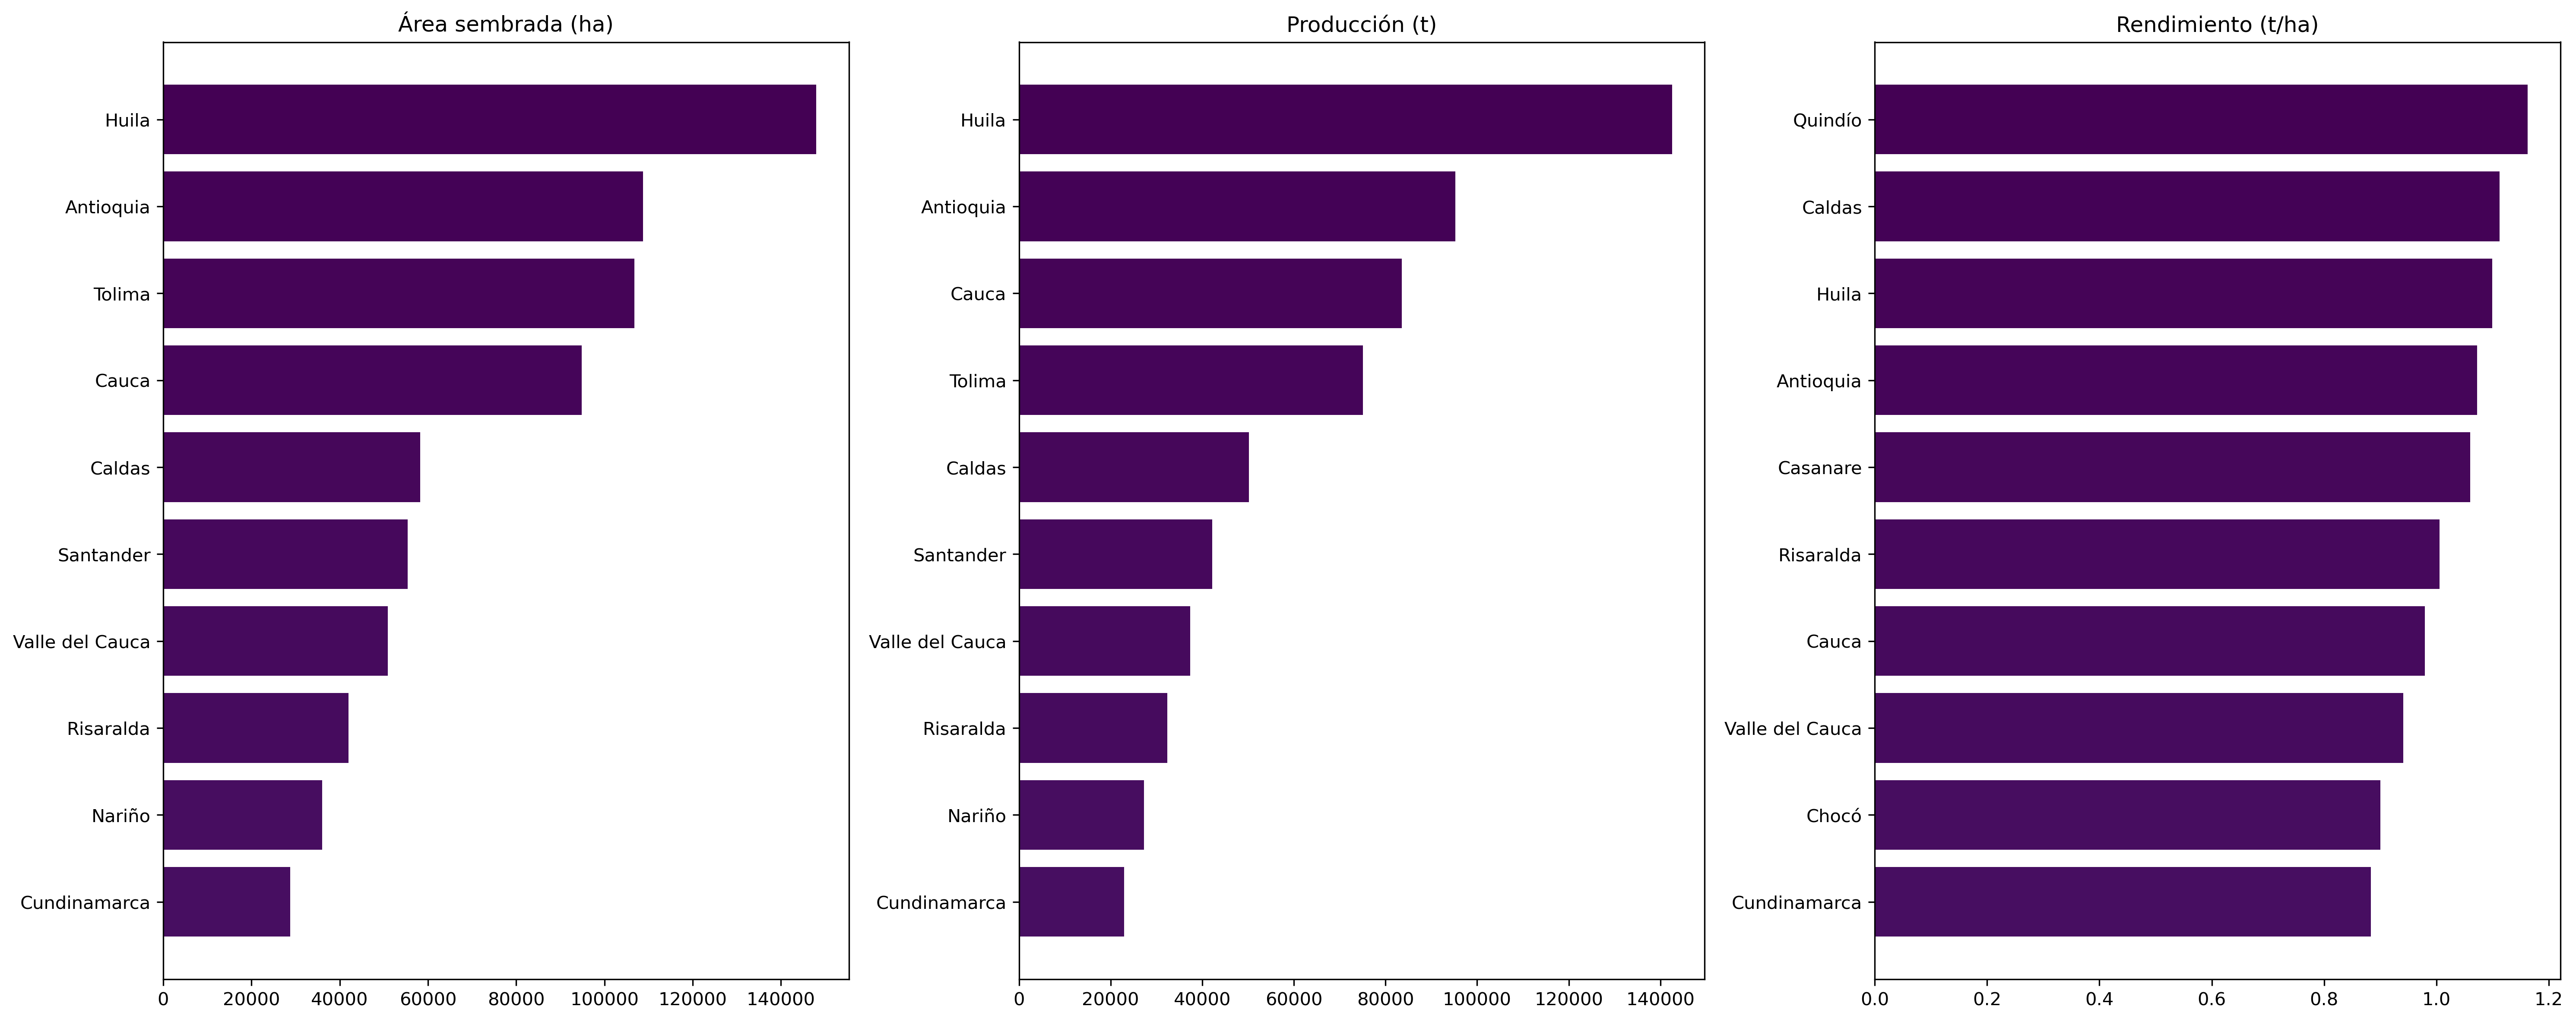 Área sembrada (ha)
Huila
Antioquia
Tolima
Cauca
Caldas
Santander
Valle del Cauca
Risaralda
Nariño
Cundinamarca
0 20000 40000 60000 80000 100000 120000 140000
Producción (t)
Huila
Antioquia
Cauca
Tolima
Caldas
Santander
Valle del Cauca
Risaralda
Nariño
Cundinamarca
0 20000 40000 60000 80000 100000 120000 140000
Rendimiento (t/ha)
Quindío
Caldas
Huila
Antioquia
Casanare
Risaralda
Cauca
Valle del Cauca
Chocó
Cundinamarca
0.0 0.2 0.4 0.6 0.8 1.0 1.2